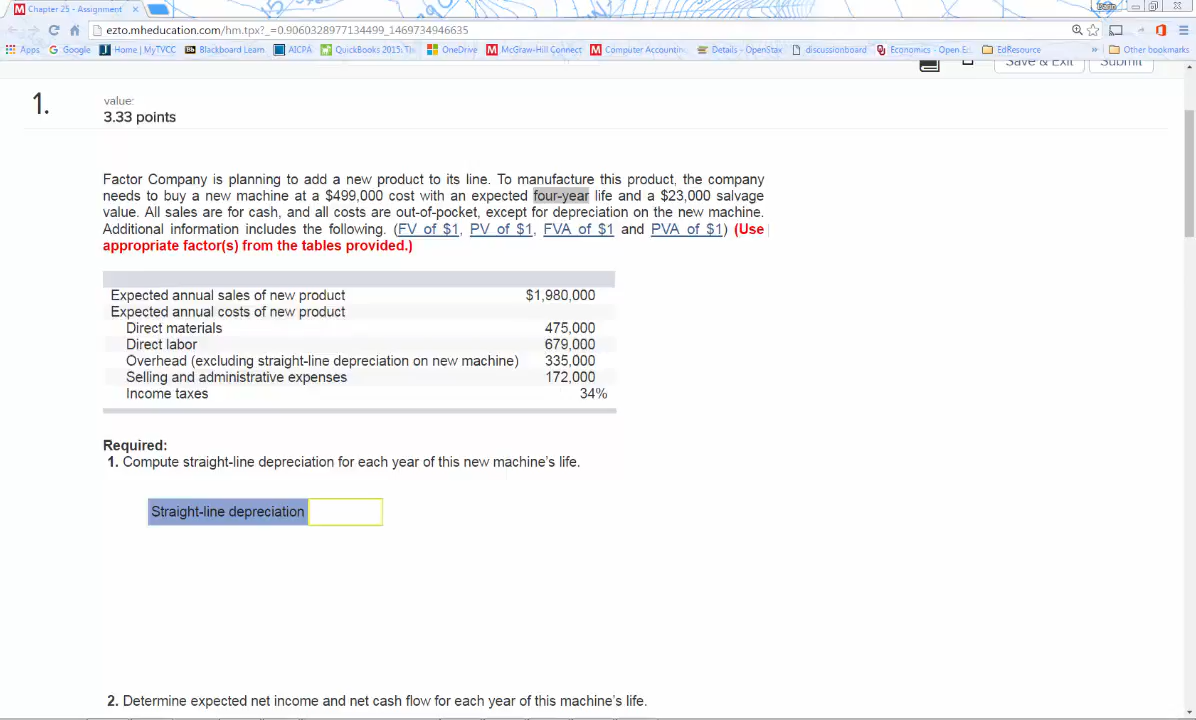 Chapter 25 - Assignment
ezto.mheducation.com/hm.tpx?_=0.9060328977134499_1469734946635
Apps Google Home | MyTVCC Blackboard Learn AICPA QuickBooks 2015: OneDrive McGraw-Hill Connect Computer Accountin Details - OpenStax discussionboard Economics - Open E EdResource » Other bookmarks
Save & Exit Submit
1.
value:
3.33 points
Factor Company is planning to add a new product to its line. To manufacture this product, the company
needs to buy a new machine at a $499,000 cost with an expected four-year life and a $23,000 salvage
value. All sales are for cash, and all costs are out-of-pocket, except for depreciation on the new machine.
Additional information includes the following. (FV of $1, PV of $1, FVA of $1 and PVA of $1) (Use
appropriate factor(s) from the tables provided.)
Expected annual sales of new product $1,980,000
Expected annual costs of new product
Direct materials 475,000
Direct labor 679,000
Overhead (excluding straight-line depreciation on new machine) 335,000
Selling and administrative expenses 172,000
Income taxes 34%
Required:
1. Compute straight-line depreciation for each year of this new machine's life.
Straight-line depreciation
2. Determine expected net income and net cash flow for each year of this machine's life.